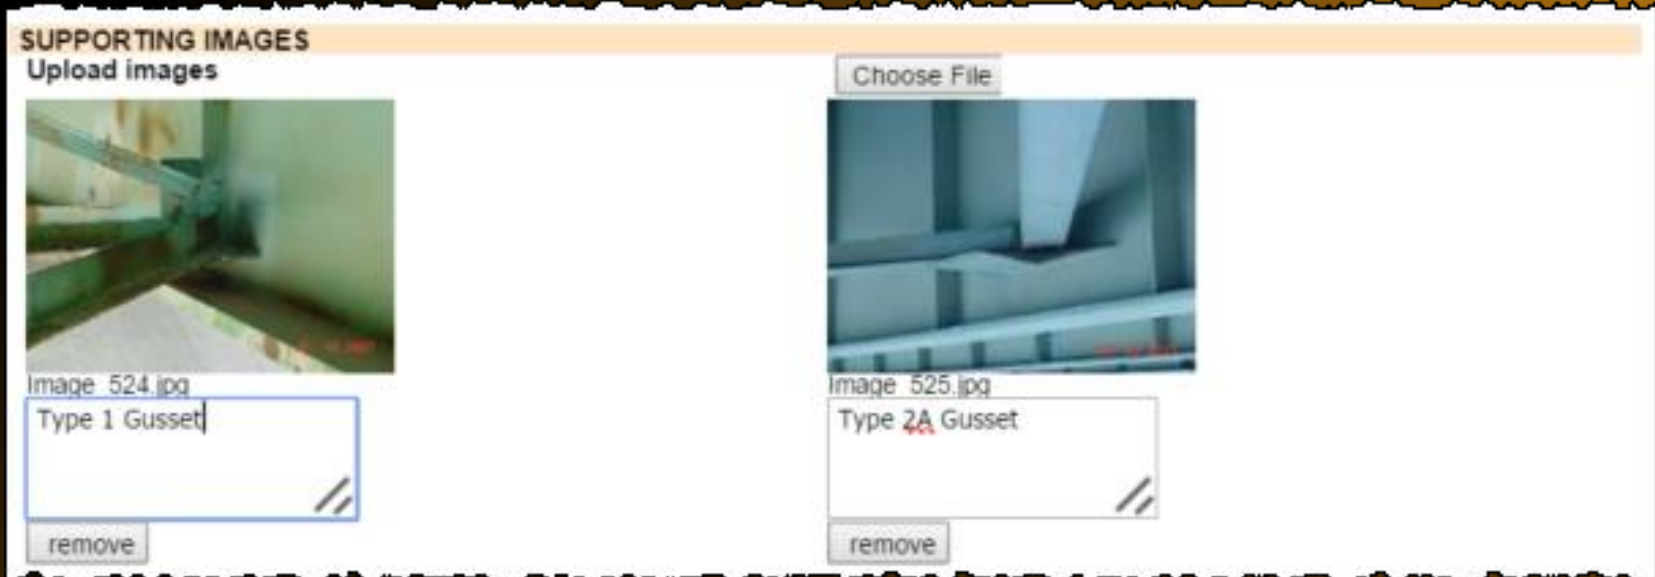 SUPPORTING IMAGES
Upload images
Choose File
Image 524.jpg
Image 525.jpg
Type 1 Gusset
Type 2A Gusset
remove
remove